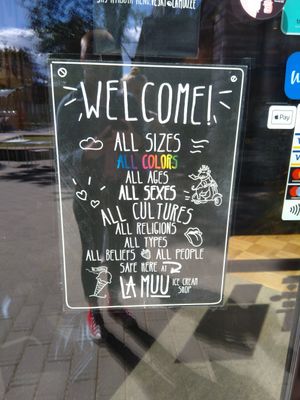 WELCOME!
ALL SIZES
ALL COLORS
ALL AGES
ALL SEXES
ALL CULTURES
ALL RELIGIONS
ALL TYPES
ALL BELIEFS & ALL PEOPLE
SAFE HERE AT
LA MUU ICE CREAM SHOP
Pay